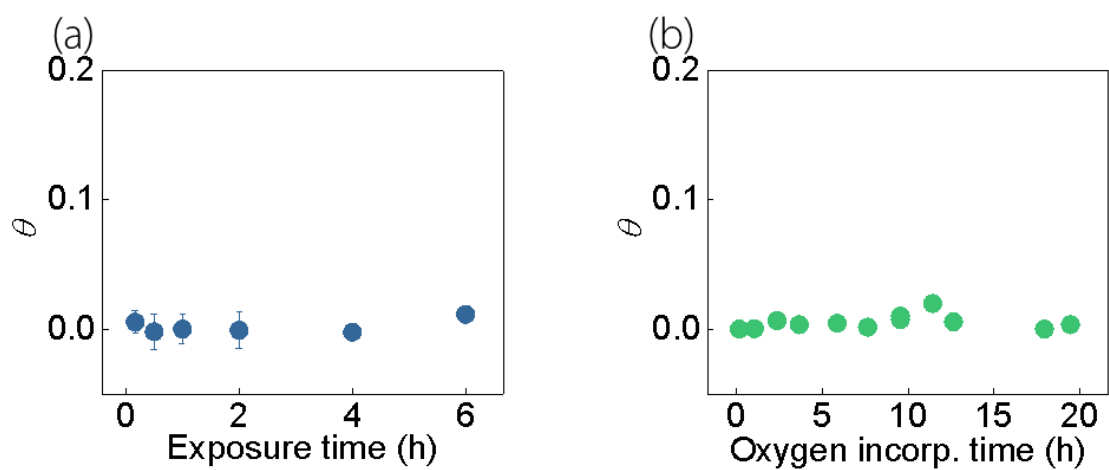 (a)
0.2
0.1
0.0
θ
0 2 4 6
Exposure time (h)
(b)
0.2
0.1
0.0
θ
0 5 10 15 20
Oxygen incorp. time (h)